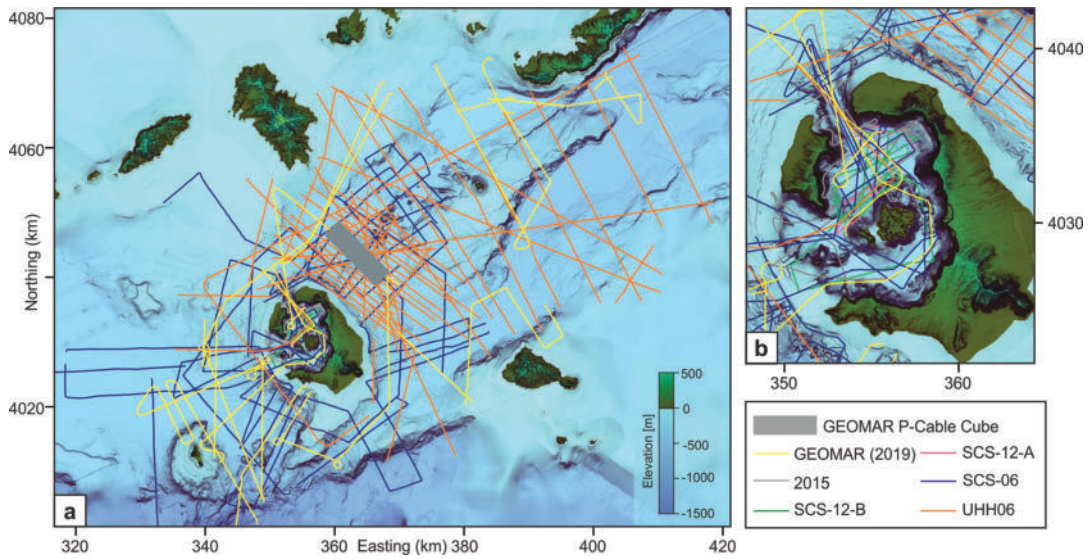 4080
4060
4020
Northing (km)
320
340
360
Easting (km)
380
400
420
500
0
-500
-1000
-1500
Elevation [m]
a
4040
4030
b
350
360
GEOMAR P-Cable Cube
GEOMAR (2019)
SCS-12-A
2015
SCS-06
SCS-12-B
UHH06